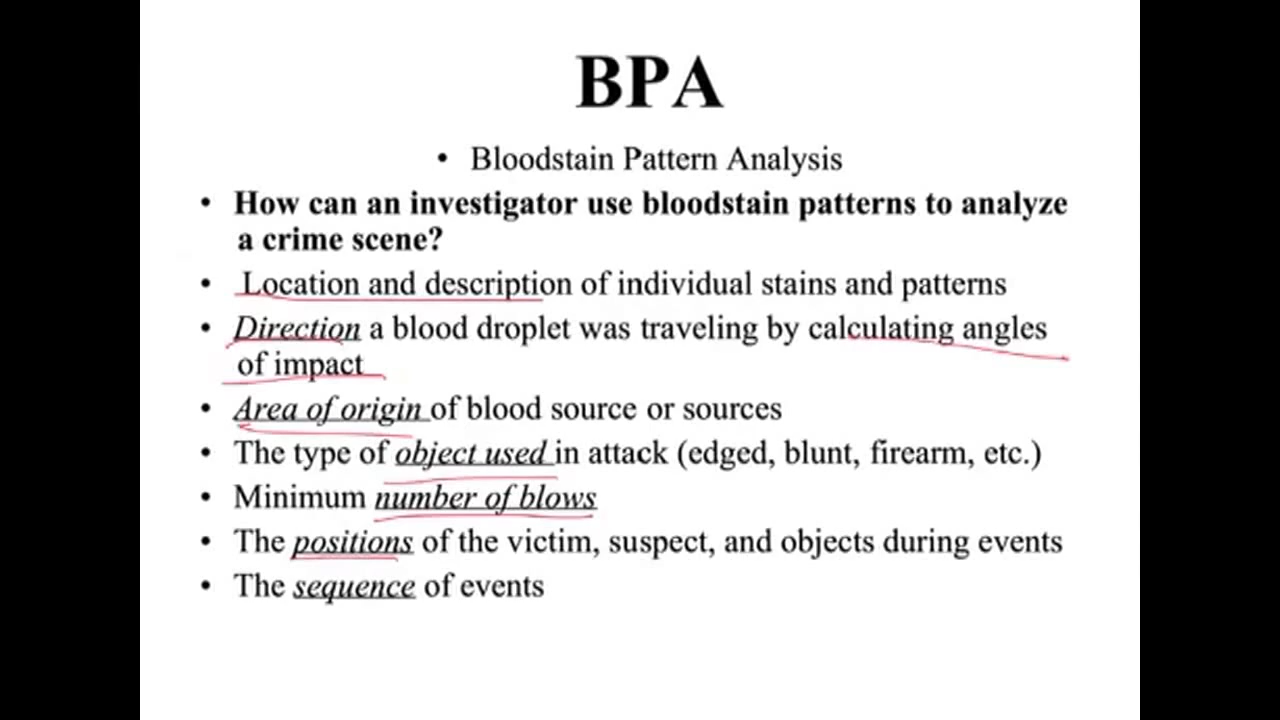 BPA
• Bloodstain Pattern Analysis
• How can an investigator use bloodstain patterns to analyze
a crime scene?
• Location and description of individual stains and patterns
• Direction a blood droplet was traveling by calculating angles
of impact
• Area of origin of blood source or sources
• The type of object used in attack (edged, blunt, firearm, etc.)
• Minimum number of blows
• The positions of the victim, suspect, and objects during events
• The sequence of events